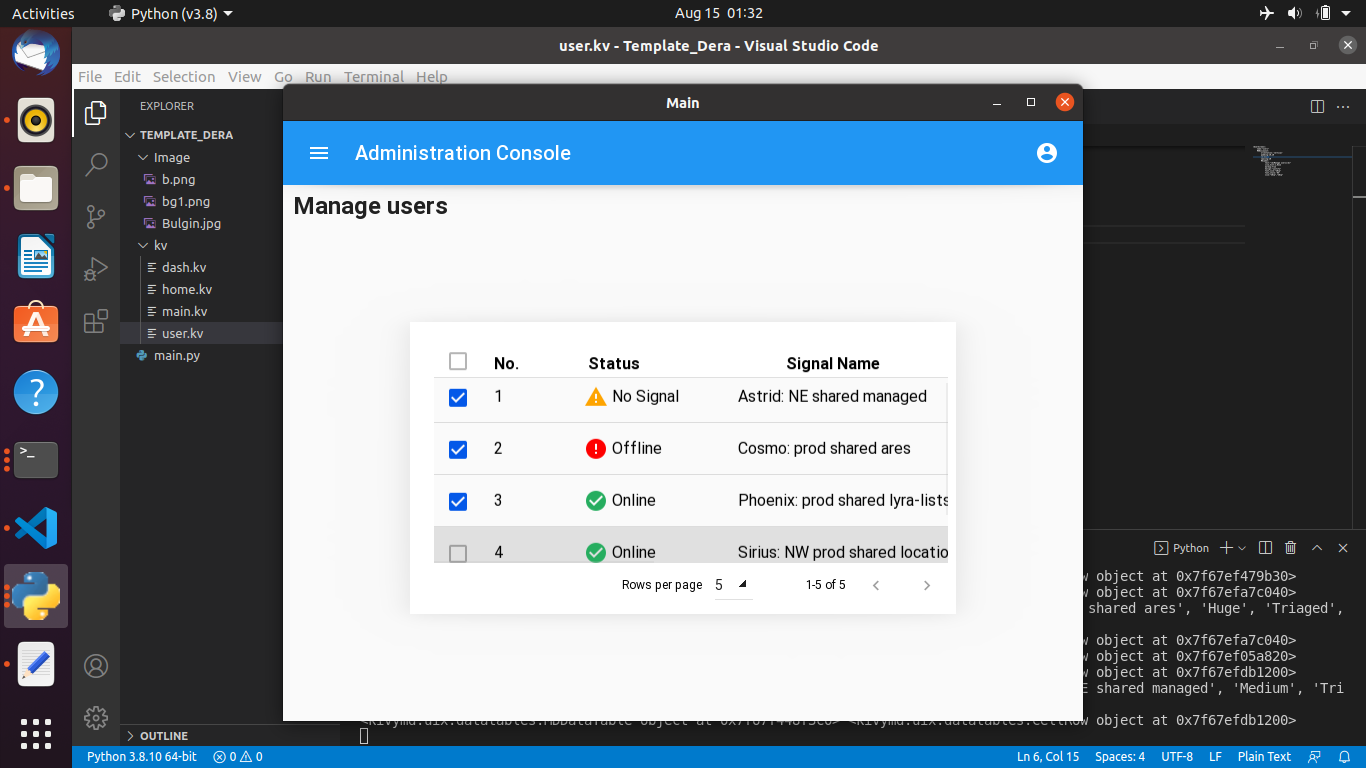 Activities Python (v3.8) Aug 15 01:32
user.kv - Template_Dera - Visual Studio Code
File Edit Selection View Go Run Terminal Help
EXPLORER
TEMPLATE_DERA
Image
b.png
bg1.png
Bulgin.jpg
kv
dash.kv
home.kv
main.kv
user.kv
main.py
OUTLINE
Main
Administration Console
Manage users
No. Status Signal Name
1 No Signal Astrid: NE shared managed
2 Offline Cosmo: prod shared ares
3 Online Phoenix: prod shared lyra-lists
4 Online Sirius: NW prod shared locatio
Rows per page 5 1-5 of 5
Python
w object at 0x7f67ef479b30>
w object at 0x7f67efa7c040>
shared ares', 'Huge', 'Triaged',
w object at 0x7f67efa7c040>
w object at 0x7f67ef05a820>
w object at 0x7f67efdb1200>
E shared managed', 'Medium', 'Tri
w object at 0x7f67efdb1200>
Python 3.8.10 64-bit 0 0 Ln 6, Col 15 Spaces: 4 UTF-8 LF Plain Text